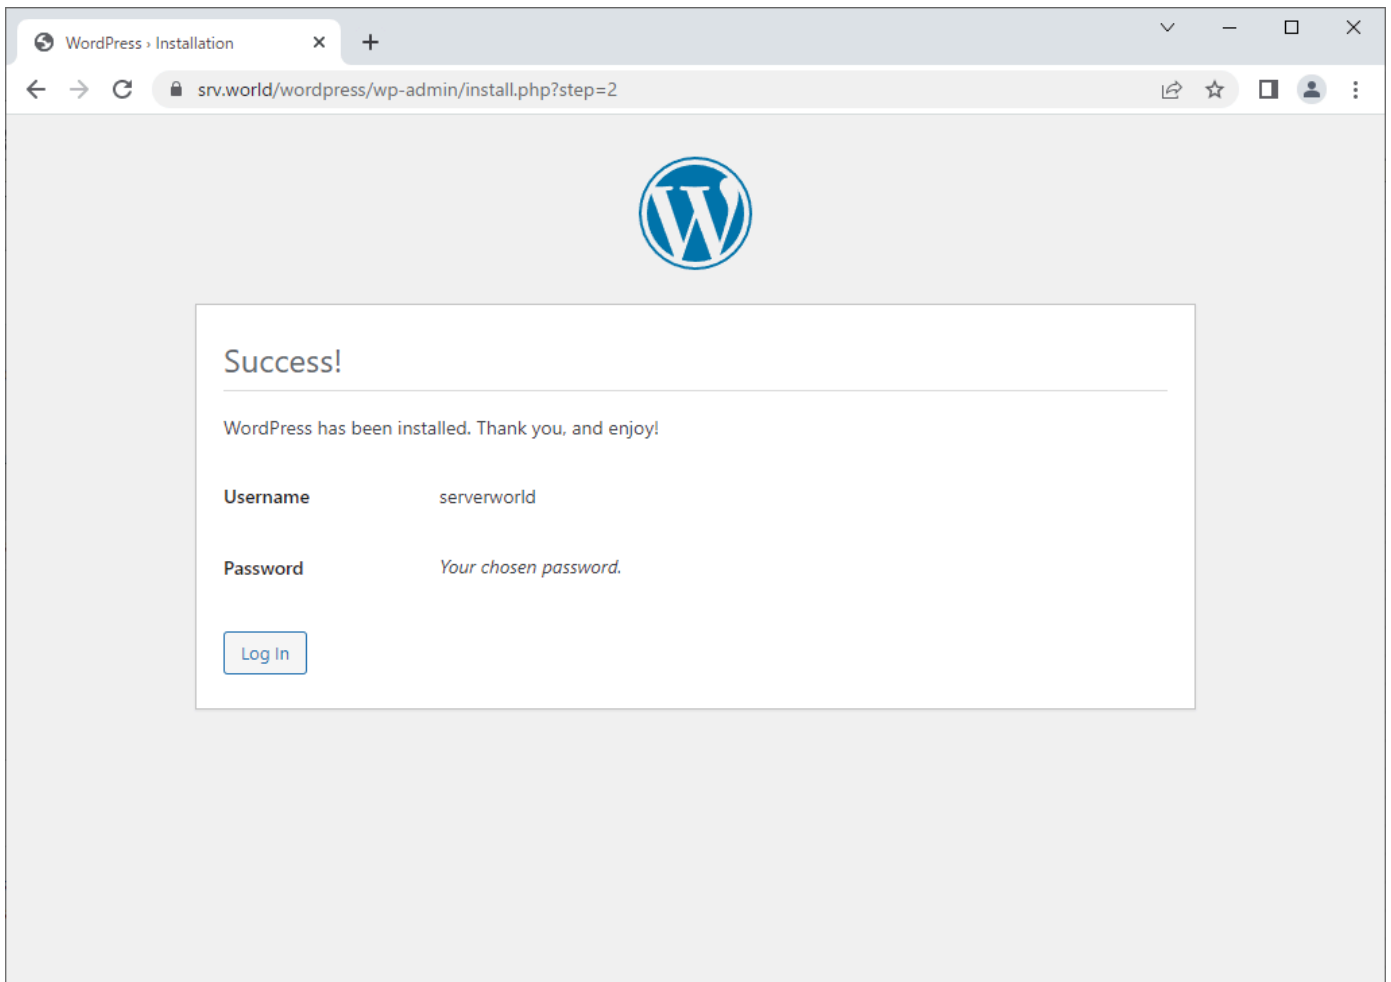 WordPress › Installation
srv.world/wordpress/wp-admin/install.php?step=2
W
Success!
WordPress has been installed. Thank you, and enjoy!
Username serverworld
Password Your chosen password.
Log In